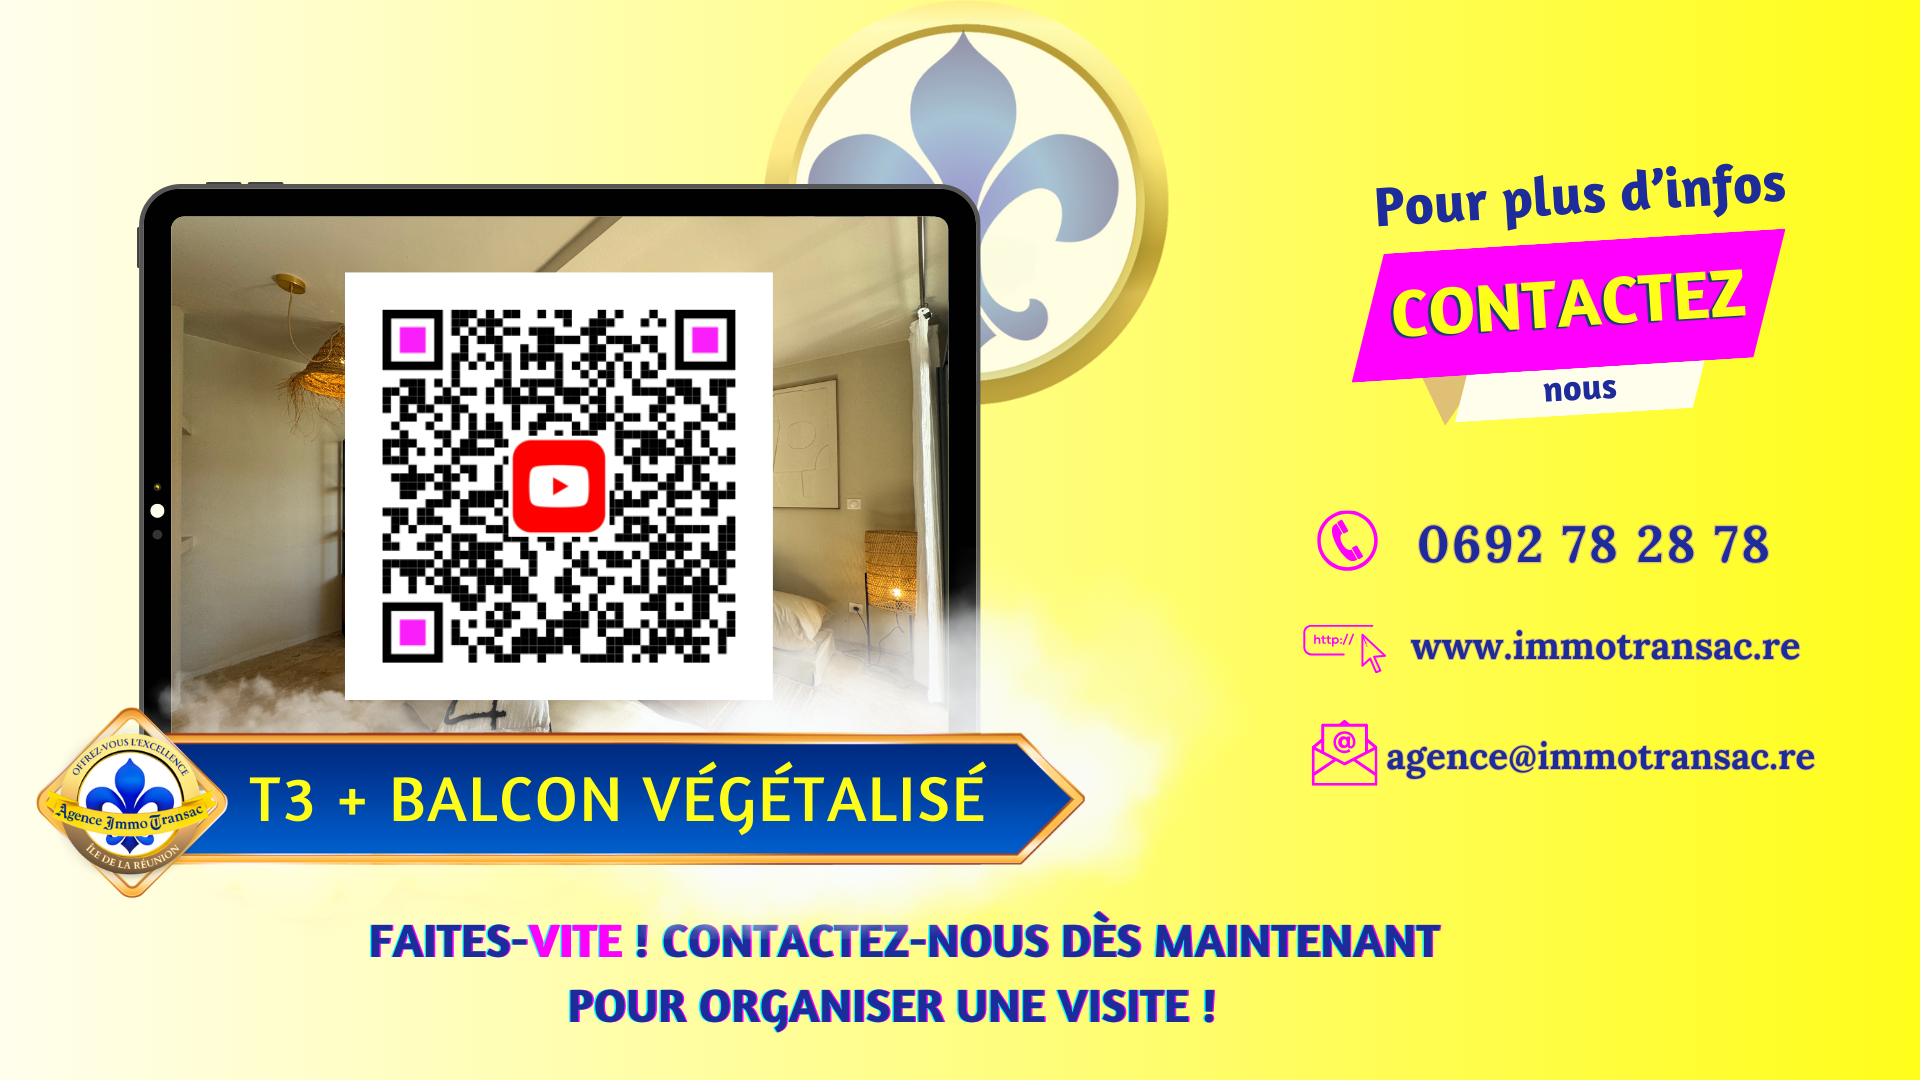 Pour plus d'infos
CONTACTEZ
nous
0692 78 28 78
http://
www.immotransac.re
@
agence@immotransac.re
OFFREZ-VOUS L'EXCELLENCE
Agence Immo Transac
ÎLE DE LA RÉUNION
T3 + BALCON VÉGÉTALISÉ
FAITES-VITE ! CONTACTEZ-NOUS DÈS MAINTENANT
POUR ORGANISER UNE VISITE !